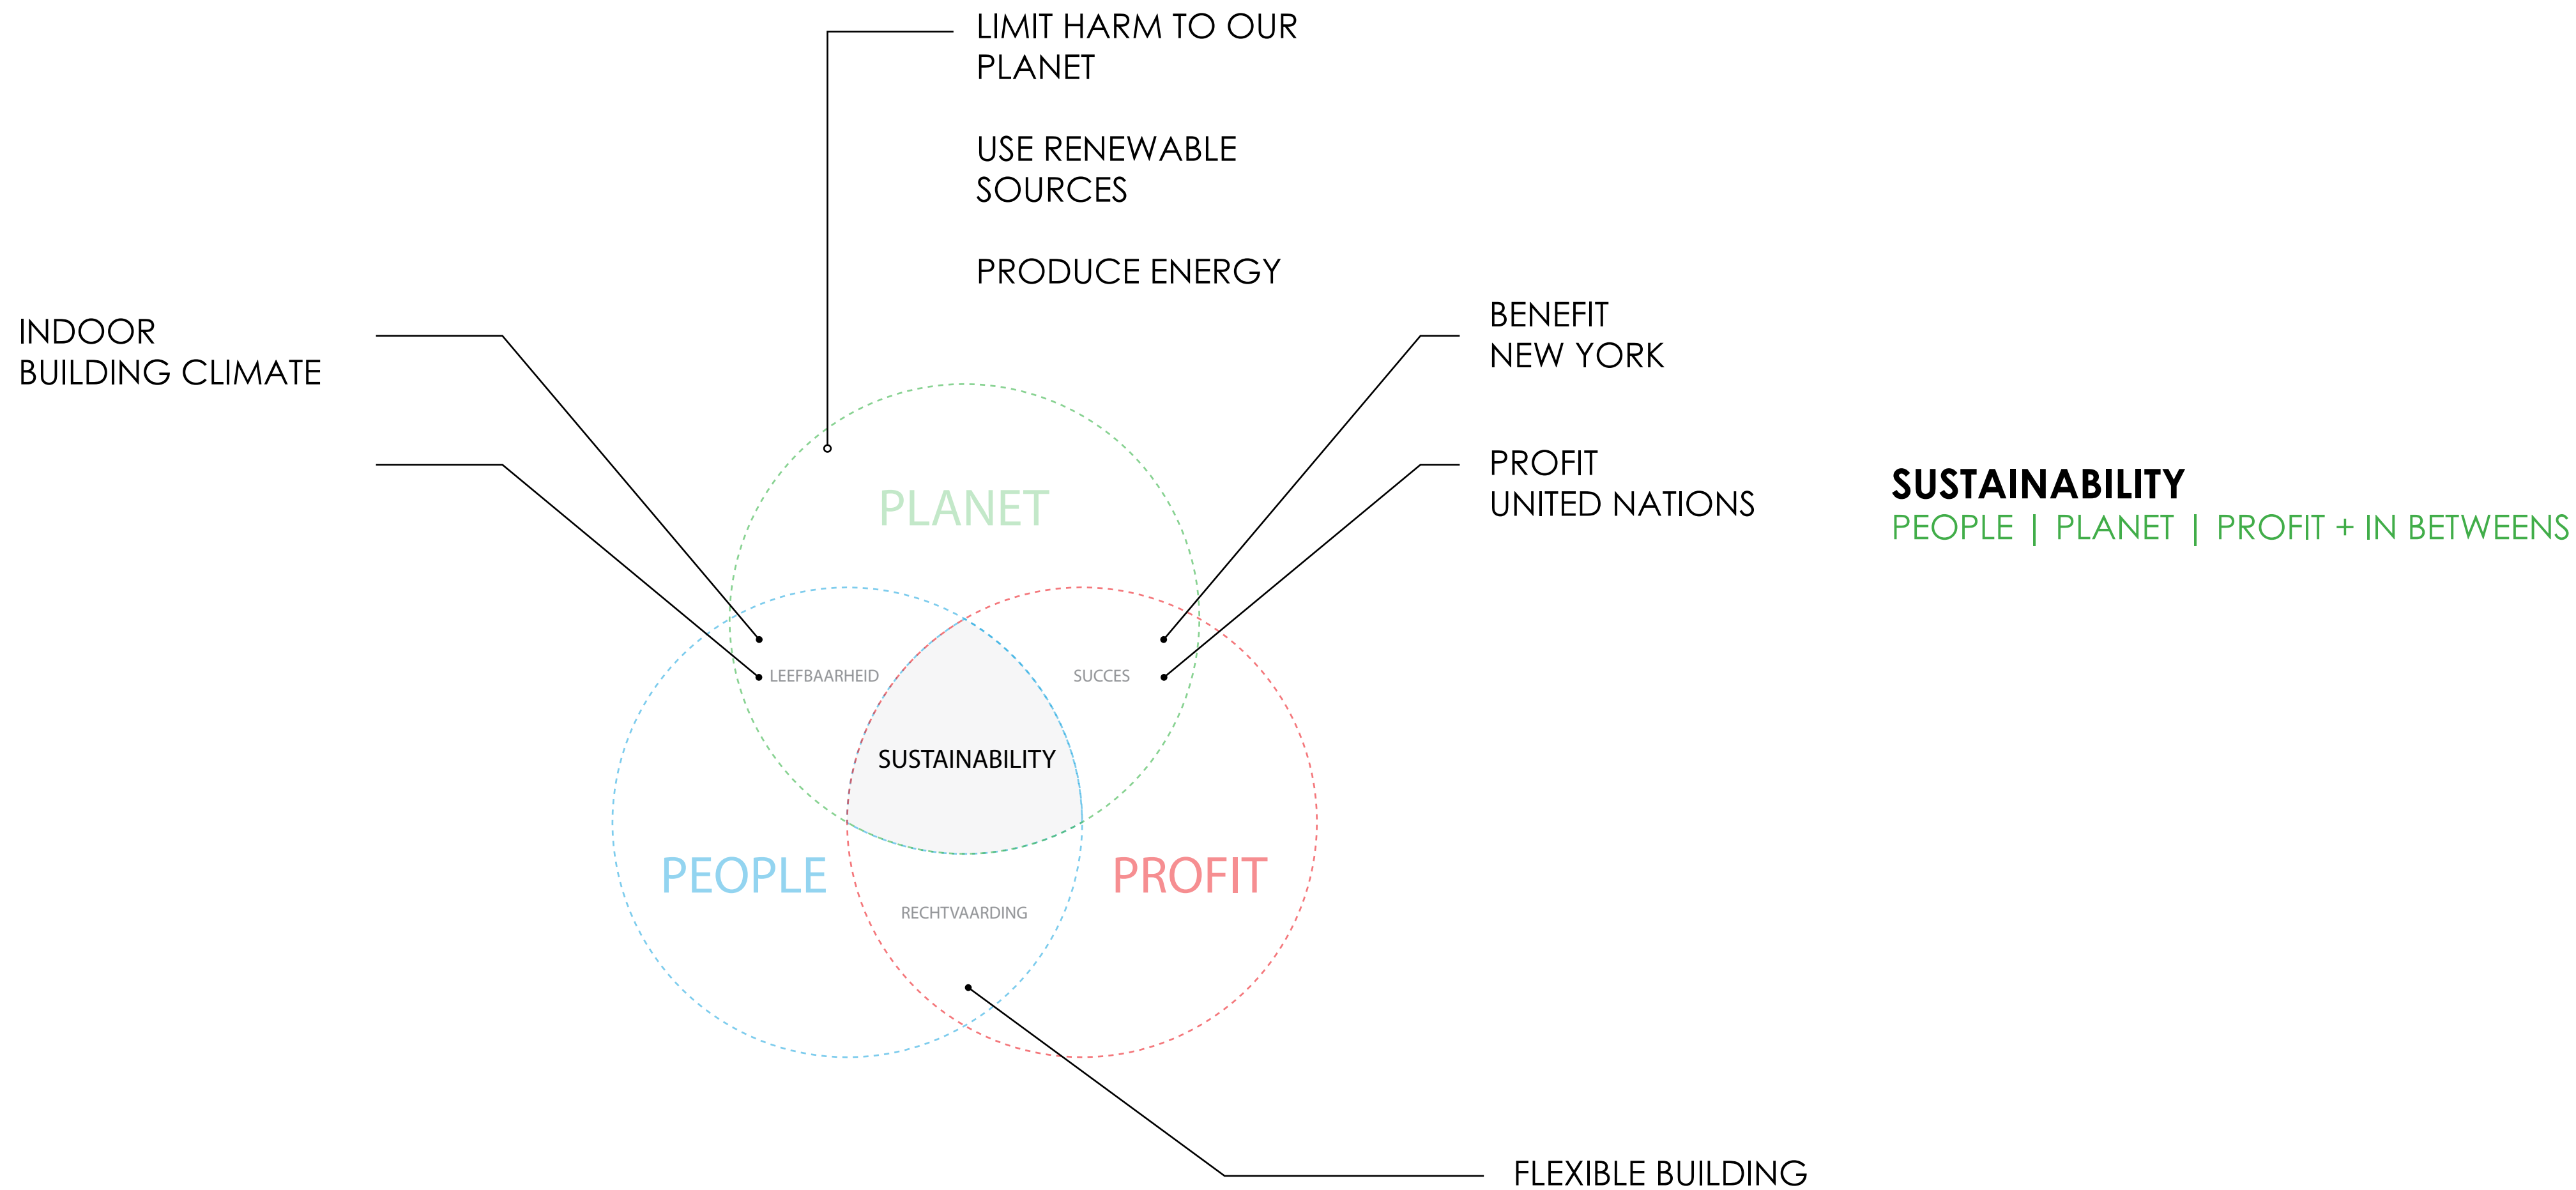 LIMIT HARM TO OUR
PLANET
USE RENEWABLE
SOURCES
PRODUCE ENERGY
INDOOR
BUILDING CLIMATE
BENEFIT
NEW YORK
PROFIT
UNITED NATIONS
SUSTAINABILITY
PEOPLE | PLANET | PROFIT + IN BETWEENS
PLANET
LEEFBAARHEID
SUCCES
SUSTAINABILITY
PEOPLE
PROFIT
RECHTVAARDING
FLEXIBLE BUILDING